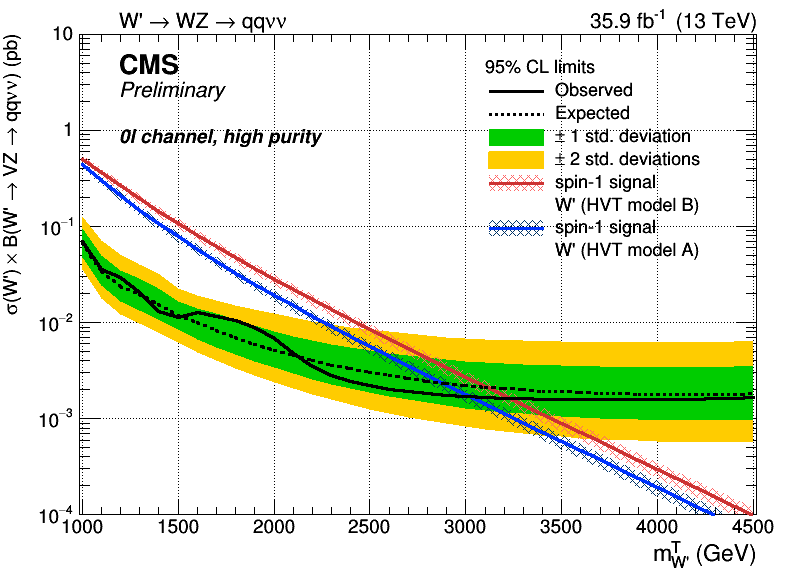 W' → WZ → qqνν
35.9 fb⁻¹ (13 TeV)
σ(W') × B(W' → VZ → qqνν) (pb)
CMS
Preliminary
0l channel, high purity
95% CL limits
Observed
Expected
± 1 std. deviation
± 2 std. deviations
spin-1 signal
W' (HVT model B)
spin-1 signal
W' (HVT model A)
10
1
10⁻¹
10⁻²
10⁻³
10⁻⁴
1000 1500 2000 2500 3000 3500 4000 4500
m^T_W' (GeV)